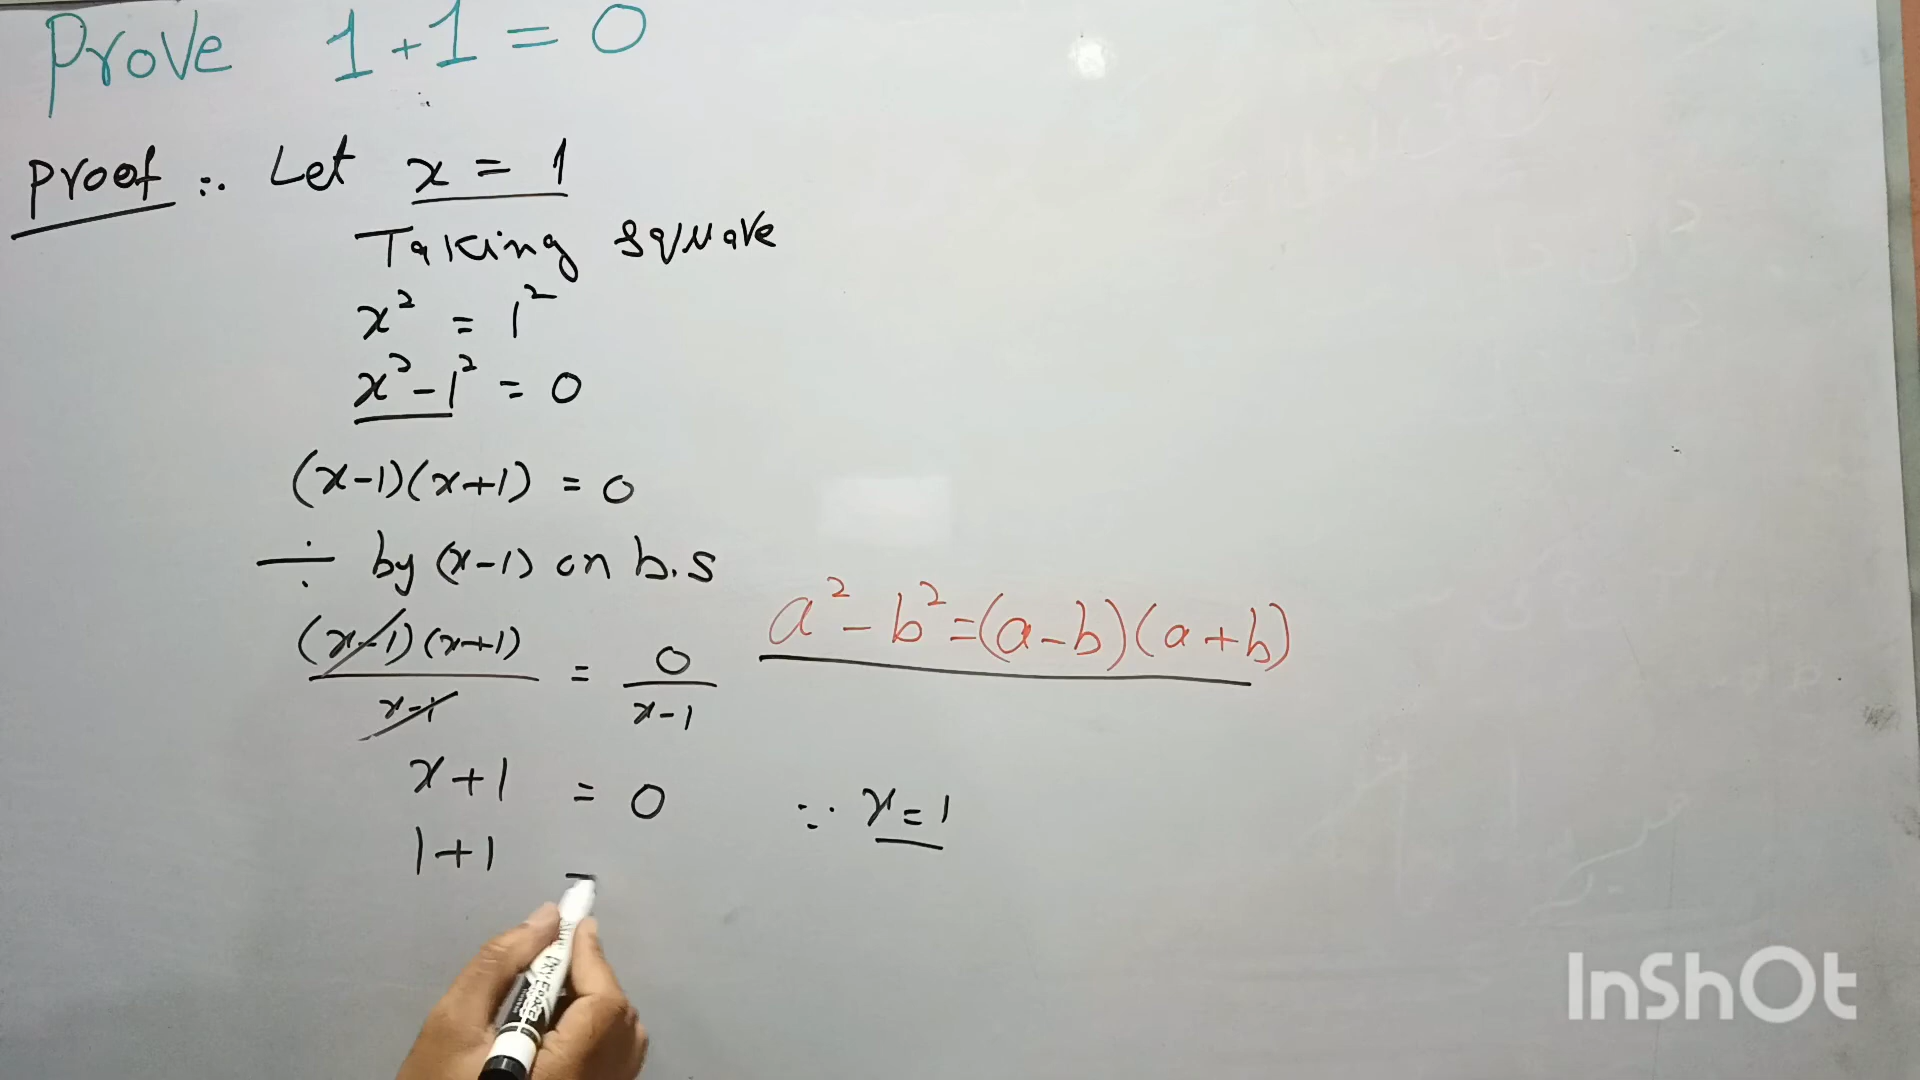 Prove 1+1=0
Proof :. Let x = 1
Taking square
x² = 1²
x²-1² = 0
(x-1)(x+1) = 0
÷ by (x-1) on b.s
(x-1)(x+1)/x-1 = 0/x-1
a²-b²=(a-b)(a+b)
x+1 = 0 ∵ x=1
1+1 =
InShOt